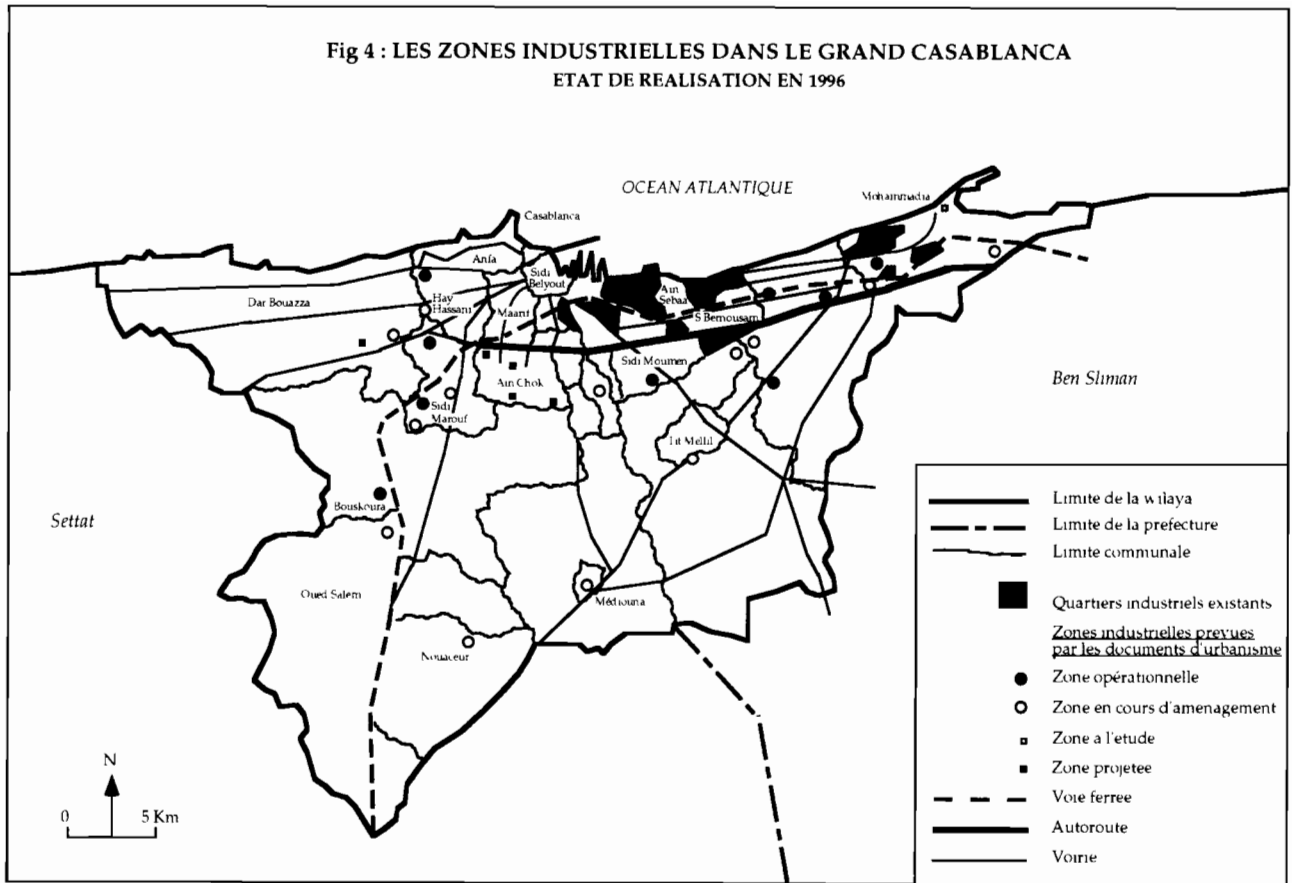 Fig 4 : LES ZONES INDUSTRIELLES DANS LE GRAND CASABLANCA
ETAT DE REALISATION EN 1996
OCEAN ATLANTIQUE
Mohammadia
Casablanca
Anfa
Sidi
Belyout
Ain
Sebaa
Dar Bouazza
Hay
Hassani
Maarif
S Bernousam
Sidi Moumen
Ain Chok
Ben Sliman
Sidi
Marouf
Tit Mellil
Bouskoura
Settat
Oued Salem
Médiouna
Nouaceur
N
0 5 Km
Limite de la wilaya
Limite de la prefecture
Limite communale
Quartiers industriels existants
Zones industrielles prevues
par les documents d'urbanisme
Zone opérationnelle
Zone en cours d'amenagement
Zone a l'etude
Zone projetee
Voie ferree
Autoroute
Voirie